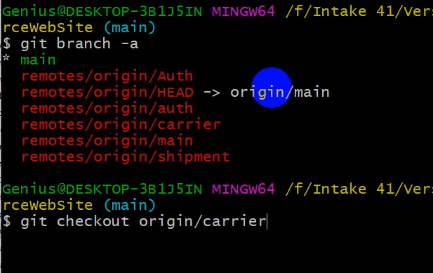 Genius@DESKTOP-3B1J5IN MINGW64 /f/Intake 41/Vers
rceWebSite (main)
$ git branch -a
* main
remotes/origin/Auth
remotes/origin/HEAD -> origin/main
remotes/origin/auth
remotes/origin/carrier
remotes/origin/main
remotes/origin/shipment
Genius@DESKTOP-3B1J5IN MINGW64 /f/Intake 41/Vers
rceWebSite (main)
$ git checkout origin/carrier